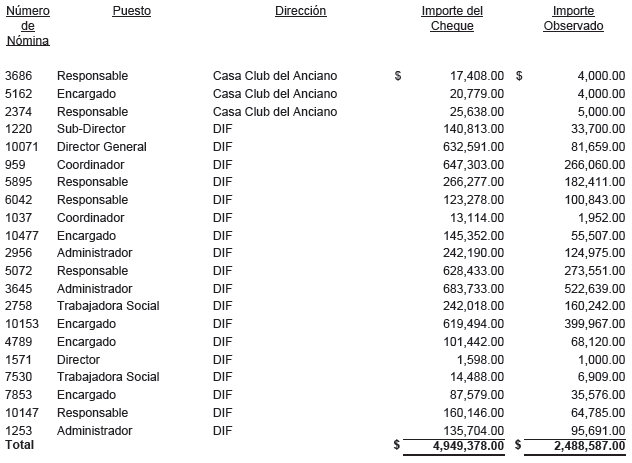 Número de Nómina Puesto Dirección Importe del Cheque Importe Observado
3686 Responsable Casa Club del Anciano $ 17,408.00 $ 4,000.00
5162 Encargado Casa Club del Anciano 20,779.00 4,000.00
2374 Responsable Casa Club del Anciano 25,638.00 5,000.00
1220 Sub-Director DIF 140,813.00 33,700.00
10071 Director General DIF 632,591.00 81,659.00
959 Coordinador DIF 647,303.00 266,060.00
5895 Responsable DIF 266,277.00 182,411.00
6042 Responsable DIF 123,278.00 100,843.00
1037 Coordinador DIF 13,114.00 1,952.00
10477 Encargado DIF 145,352.00 55,507.00
2956 Administrador DIF 242,190.00 124,975.00
5072 Responsable DIF 628,433.00 273,551.00
3645 Administrador DIF 683,733.00 522,639.00
2758 Trabajadora Social DIF 242,018.00 160,242.00
10153 Encargado DIF 619,494.00 399,967.00
4789 Encargado DIF 101,442.00 68,120.00
1571 Director DIF 1,598.00 1,000.00
7530 Trabajadora Social DIF 14,488.00 6,909.00
7853 Encargado DIF 87,579.00 35,576.00
10147 Responsable DIF 160,146.00 64,785.00
1253 Administrador DIF 135,704.00 95,691.00
Total $ 4,949,378.00 $ 2,488,587.00